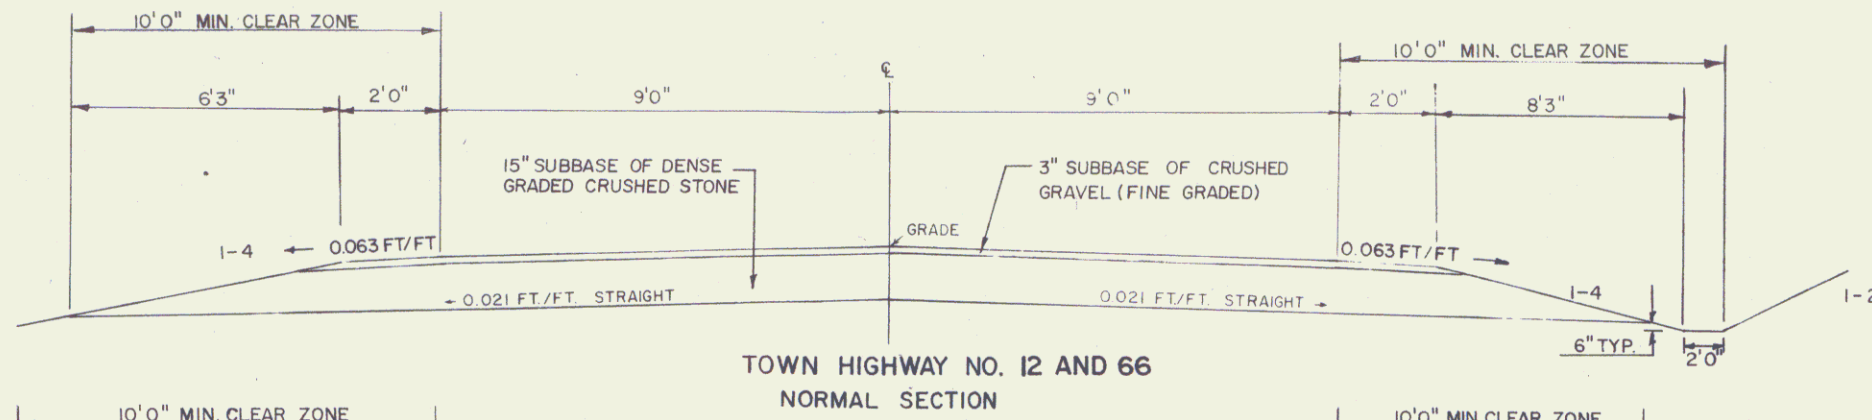 10'0" MIN. CLEAR ZONE
10'0" MIN. CLEAR ZONE
℄
6'3" 2'0" 9'0" 9'0" 2'0" 8'3"
15" SUBBASE OF DENSE
GRADED CRUSHED STONE
3" SUBBASE OF CRUSHED
GRAVEL (FINE GRADED)
GRADE
1-4 0.063 FT/FT
0.063 FT/FT
0.021 FT./FT. STRAIGHT
0.021 FT./FT. STRAIGHT
1-4
1-2
6" TYP.
2'0"
TOWN HIGHWAY NO. 12 AND 66
NORMAL SECTION
10'0" MIN. CLEAR ZONE
10'0" MIN. CLEAR ZONE